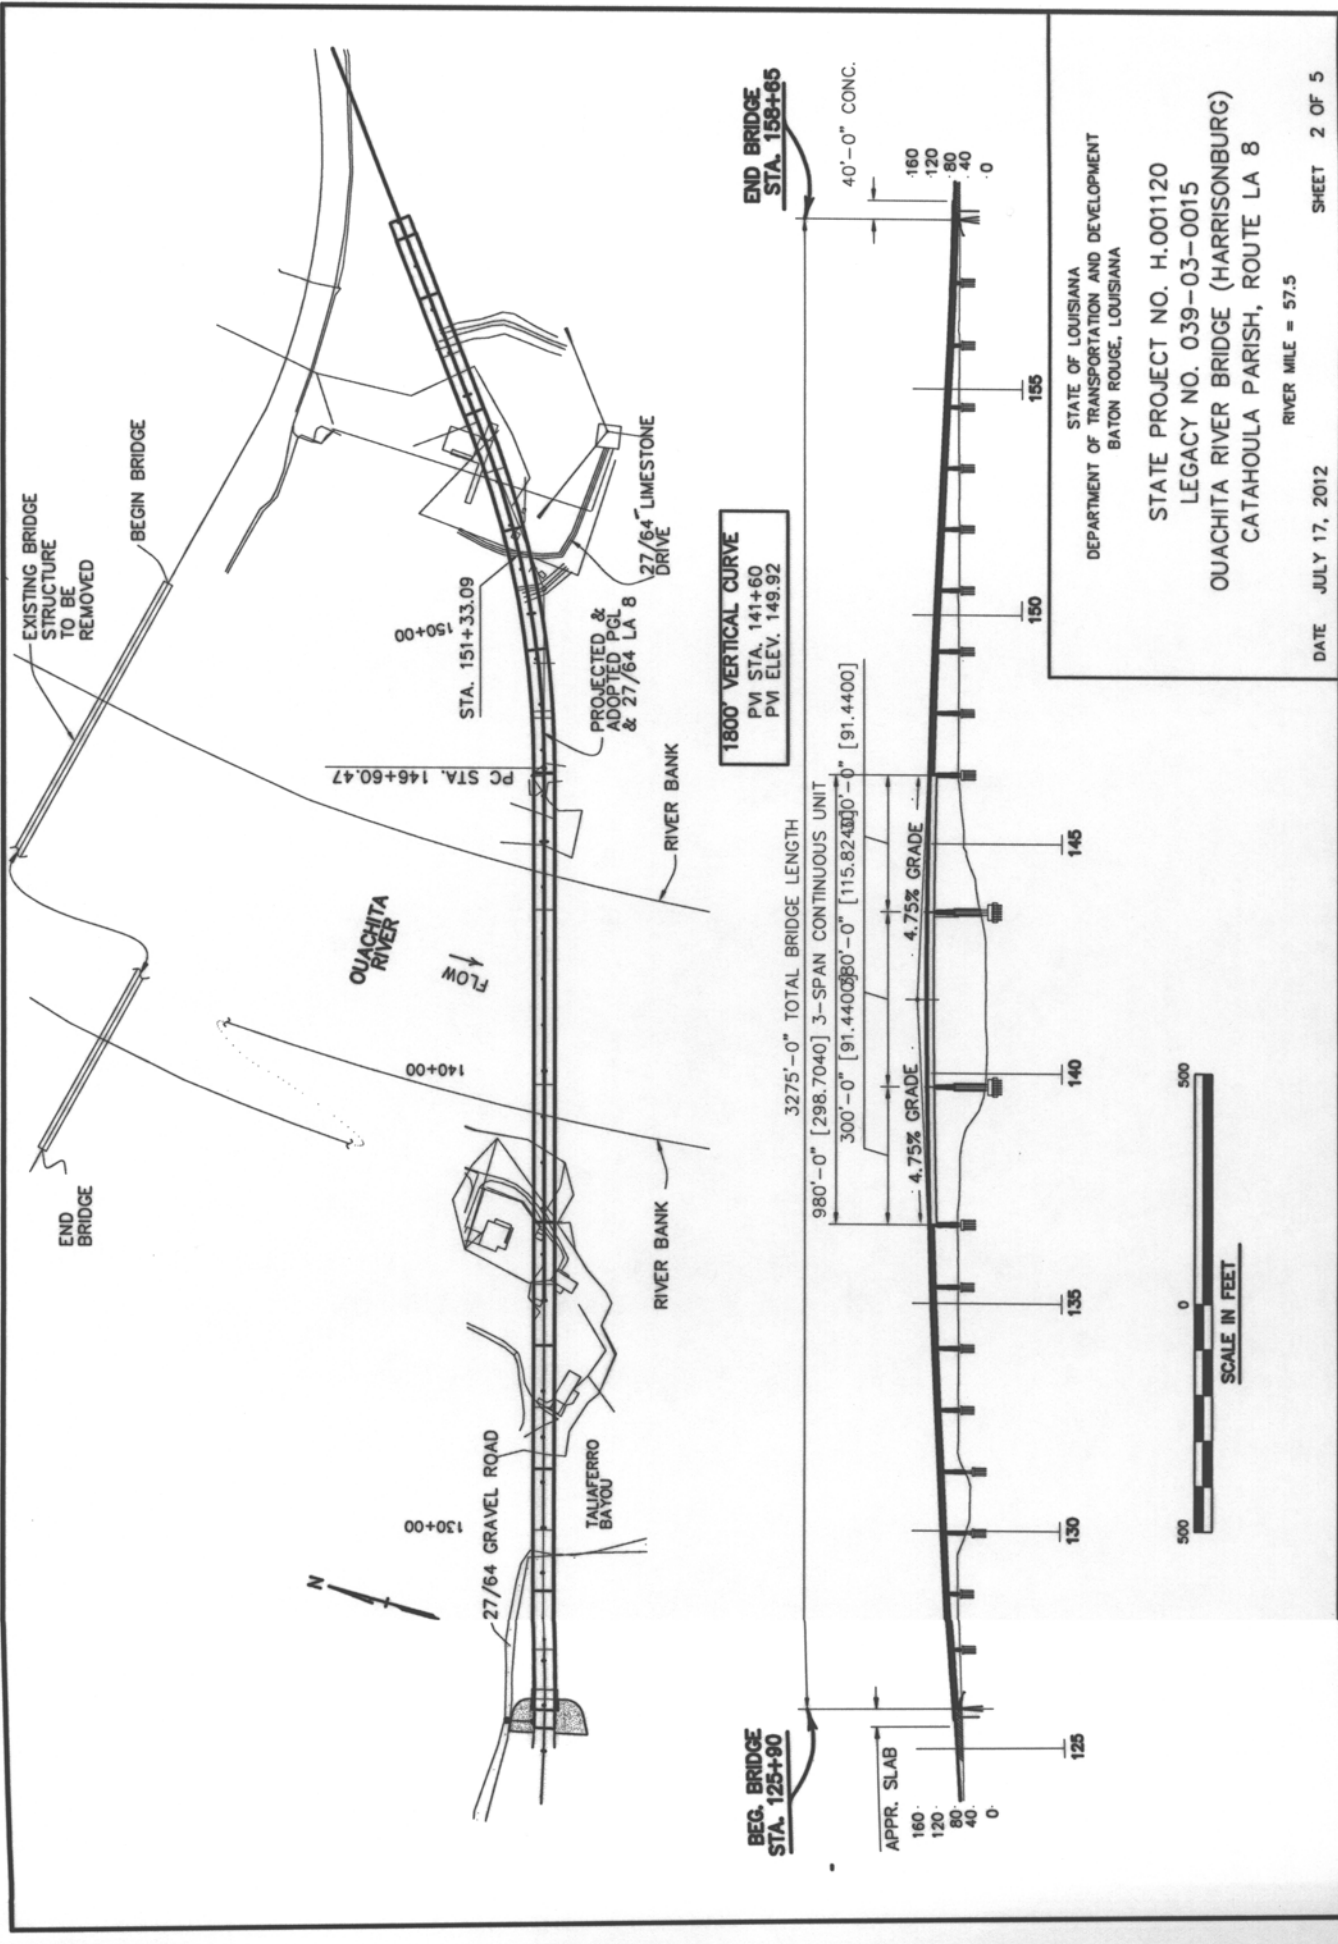 EXISTING BRIDGE
STRUCTURE
TO BE
REMOVED
BEGIN BRIDGE
END
BRIDGE
OUACHITA
RIVER
FLOW
N
130+00
140+00
150+00
PC STA. 146+60.47
STA. 151+33.09
27/64 GRAVEL ROAD
TALIAFERRO
BAYOU
RIVER BANK
RIVER BANK
PROJECTED &
ADOPTED PGL
& 27/64 LA 8
27/64 LIMESTONE
DRIVE
1800' VERTICAL CURVE
PVI STA. 141+60
PVI ELEV. 149.92
BEG. BRIDGE
STA. 125+90
END BRIDGE
STA. 158+65
3275'-0" TOTAL BRIDGE LENGTH
980'-0" [298.7040] 3-SPAN CONTINUOUS UNIT
300'-0" [91.4400]
380'-0" [115.8240]
300'-0" [91.4400]
4.75% GRADE
4.75% GRADE
APPR. SLAB
40'-0" CONC.
160
120
80
40
0
160
120
80
40
0
125
130
135
140
145
150
155
500
0
500
SCALE IN FEET
STATE OF LOUISIANA
DEPARTMENT OF TRANSPORTATION AND DEVELOPMENT
BATON ROUGE, LOUISIANA
STATE PROJECT NO. H.001120
LEGACY NO. 039-03-0015
OUACHITA RIVER BRIDGE (HARRISONBURG)
CATAHOULA PARISH, ROUTE LA 8
RIVER MILE = 57.5
DATE JULY 17, 2012
SHEET 2 OF 5